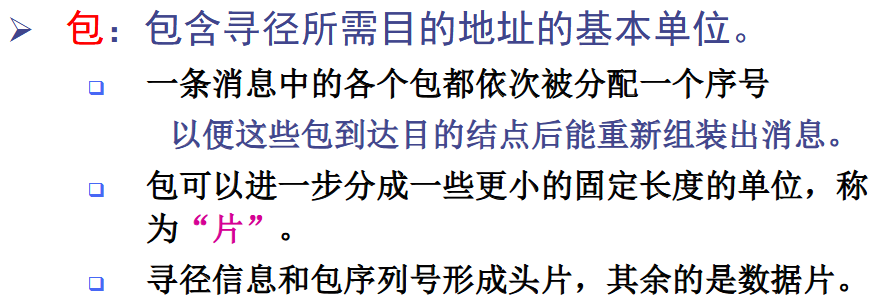 包：包含寻径所需目的地址的基本单位。
一条消息中的各个包都依次被分配一个序号
以便这些包到达目的结点后能重新组装出消息。
包可以进一步分成一些更小的固定长度的单位，称
为“片”。
寻径信息和包序列号形成头片，其余的是数据片。